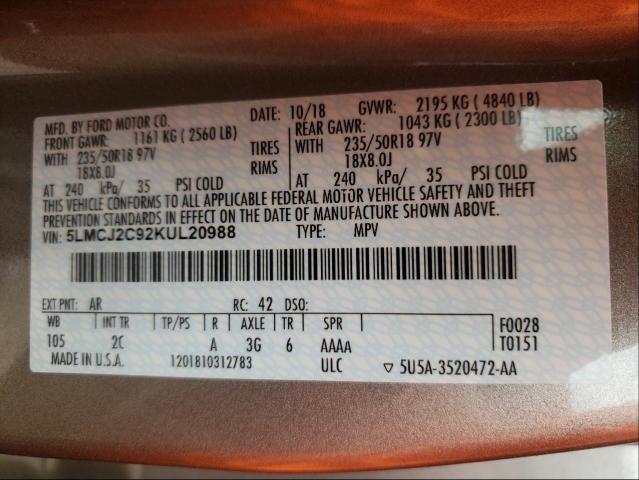 MFD. BY FORD MOTOR CO. DATE: 10/18 GVWR: 2195 KG ( 4840 LB)
FRONT GAWR: 1161 KG ( 2560 LB) REAR GAWR: 1043 KG ( 2300 LB)
WITH 235/50R18 97V TIRES WITH 235/50R18 97V TIRES
18X8.0J RIMS 18X8.0J RIMS
AT 240 kPa/ 35 PSI COLD AT 240 kPa/ 35 PSI COLD
THIS VEHICLE CONFORMS TO ALL APPLICABLE FEDERAL MOTOR VEHICLE SAFETY AND THEFT
PREVENTION STANDARDS IN EFFECT ON THE DATE OF MANUFACTURE SHOWN ABOVE.
VIN: 5LMCJ2C92KUL20988 TYPE: MPV
EXT PNT: AR RC: 42 DSO:
WB INT TR TP/PS R AXLE TR SPR F0028
105 2C A 3G 6 AAAA T0151
MADE IN U.S.A. 1201810312783 ULC ▽ 5U5A-3520472-AA